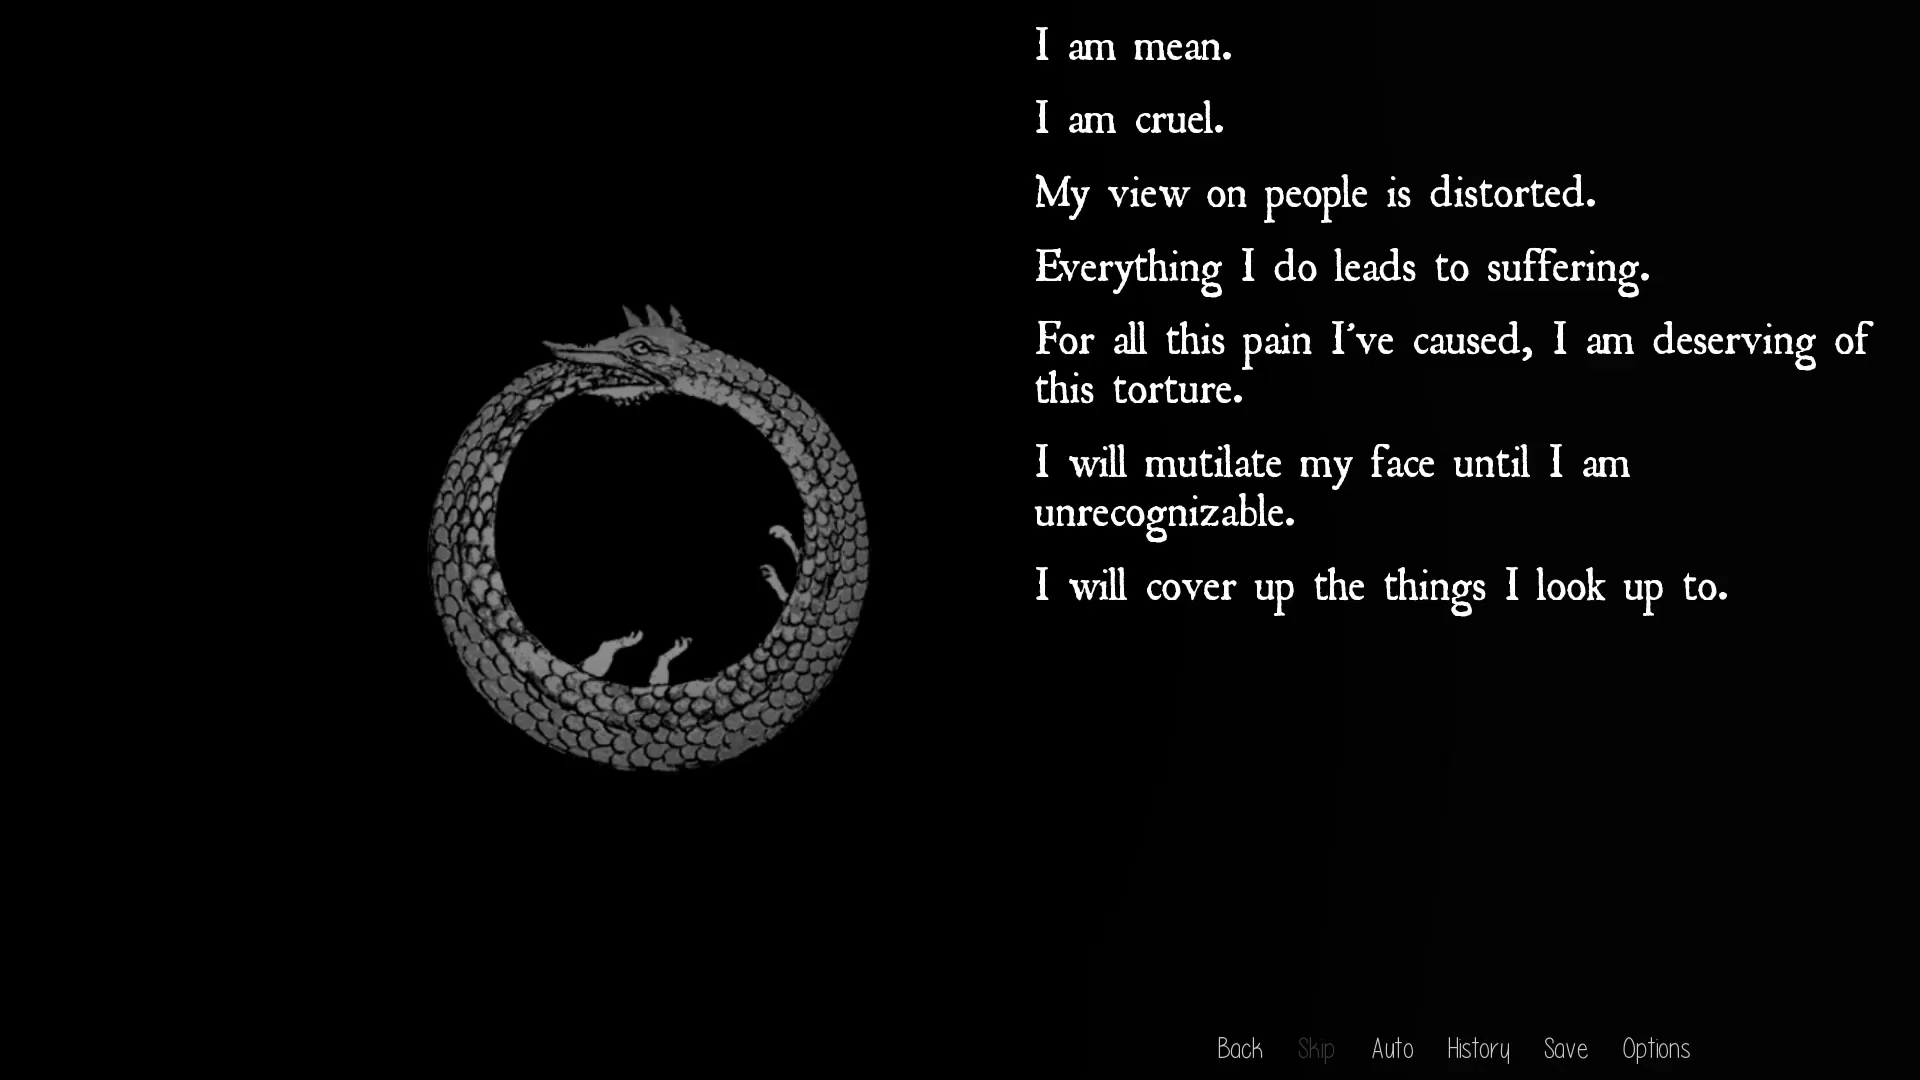 I am mean.
I am cruel.
My view on people is distorted.
Everything I do leads to suffering.
For all this pain I've caused, I am deserving of
this torture.
I will mutilate my face until I am
unrecognizable.
I will cover up the things I look up to.
Back Skip Auto History Save Options